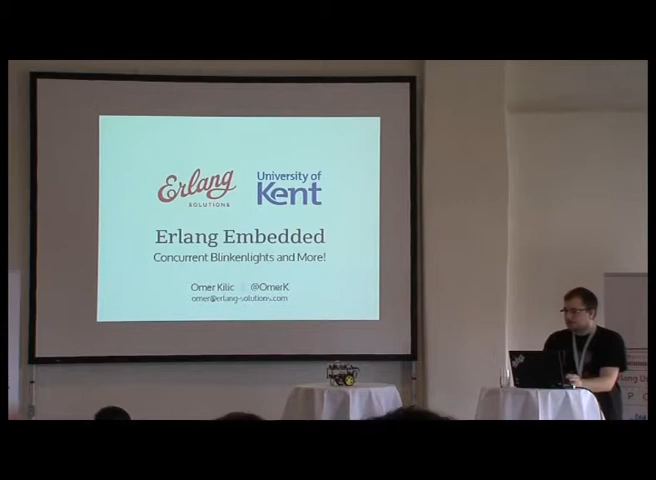 Erlang
SOLUTIONS
University of
Kent
Erlang Embedded
Concurrent Blinkenlights and More!
Omer Kilic @OmerK
omer@erlang-solutions.com